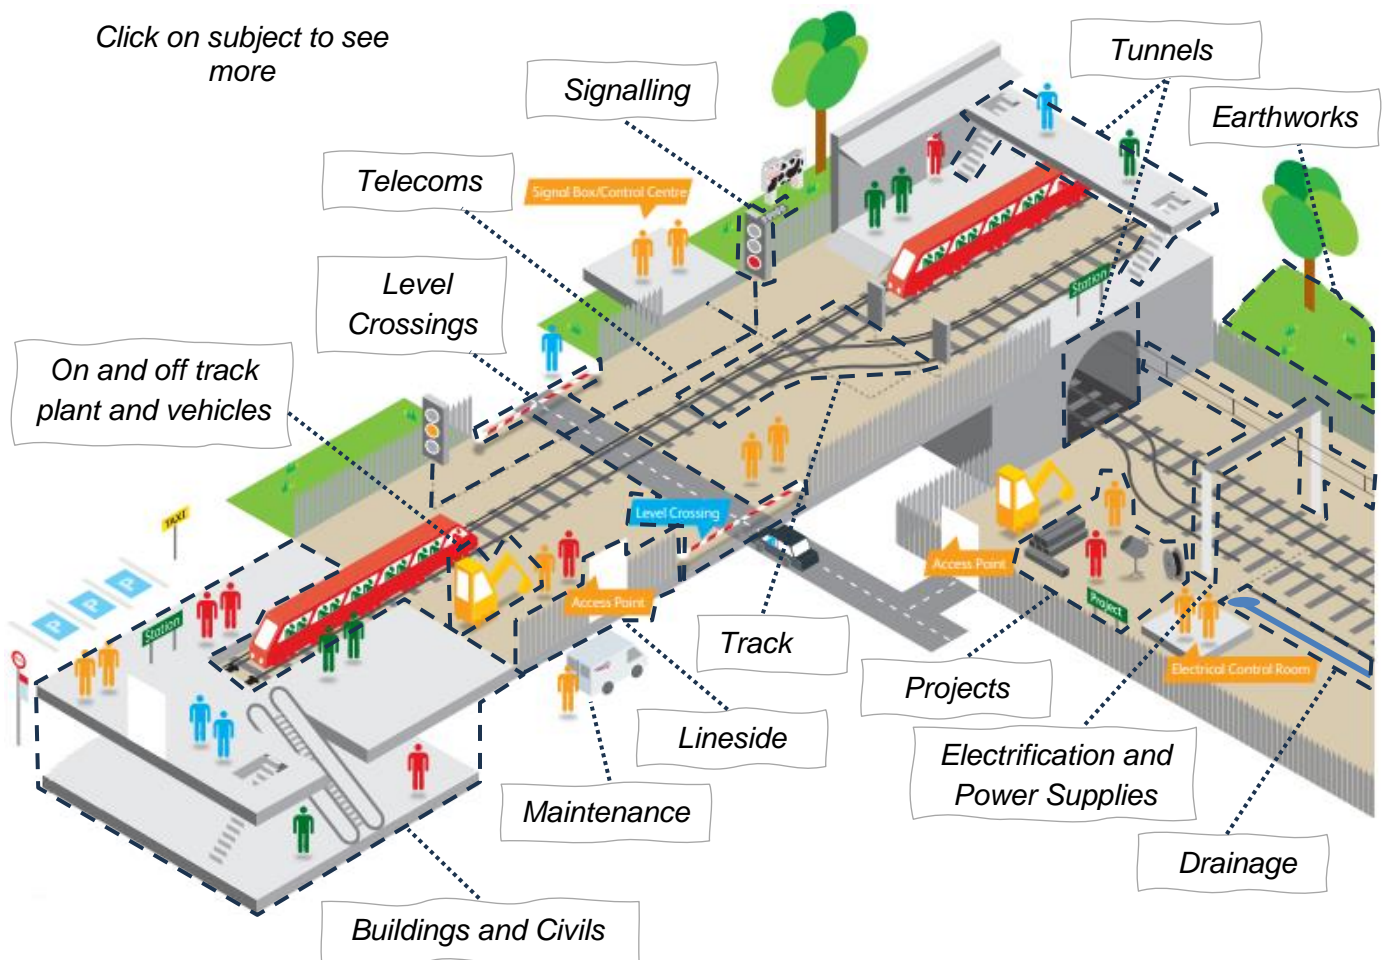 Click on subject to see
more
Tunnels
Signalling
Earthworks
Telecoms
Signal Box/Control Centre
Level
Crossings
Station
On and off track
plant and vehicles
TAXI
Level Crossing
Access Point
P
P
P
Station
Access Point
Project
Track
Electrical Control Room
Projects
Lineside
Electrification and
Power Supplies
Maintenance
Drainage
Buildings and Civils